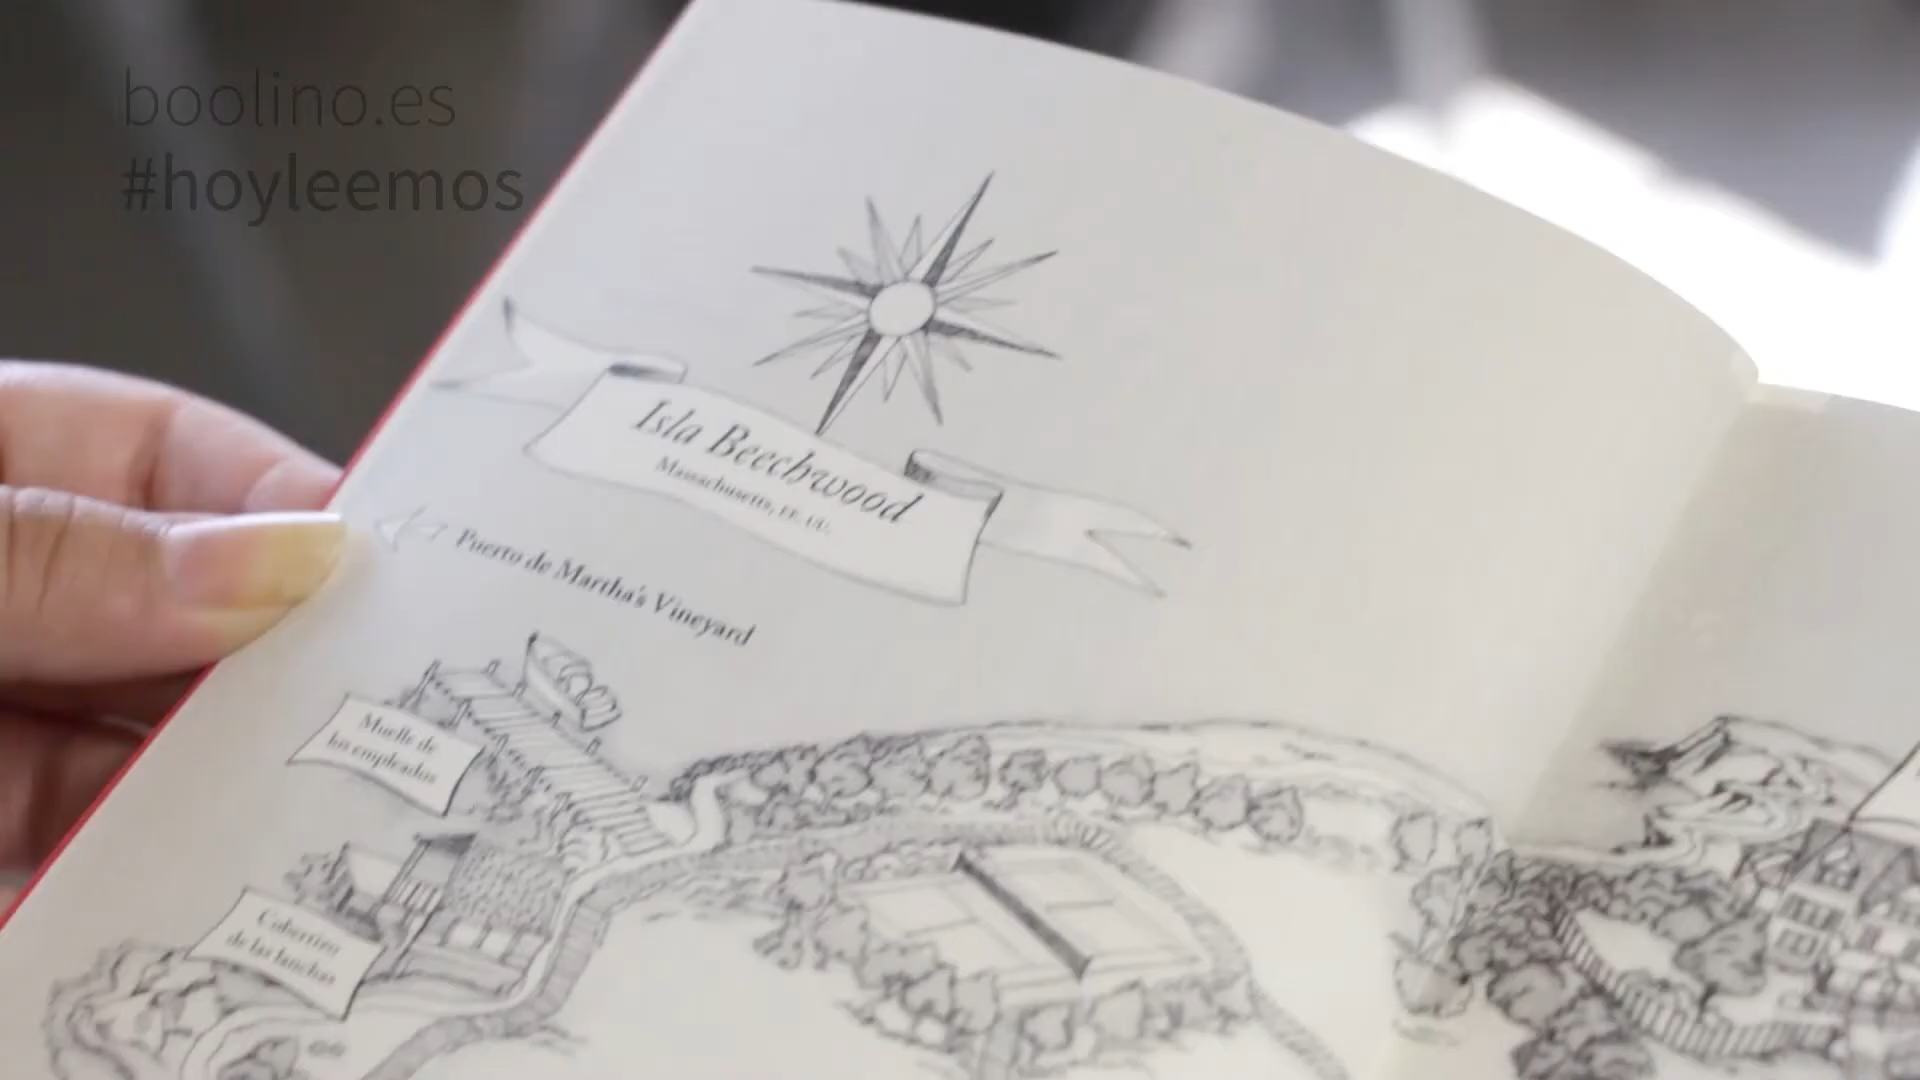 boolino.es
#hoyleemos
Isla Beechwood
Massachusetts, EE. UU.
Puerto de Martha's Vineyard
Muelle de
los empleados
Cobertizo
de las lanchas